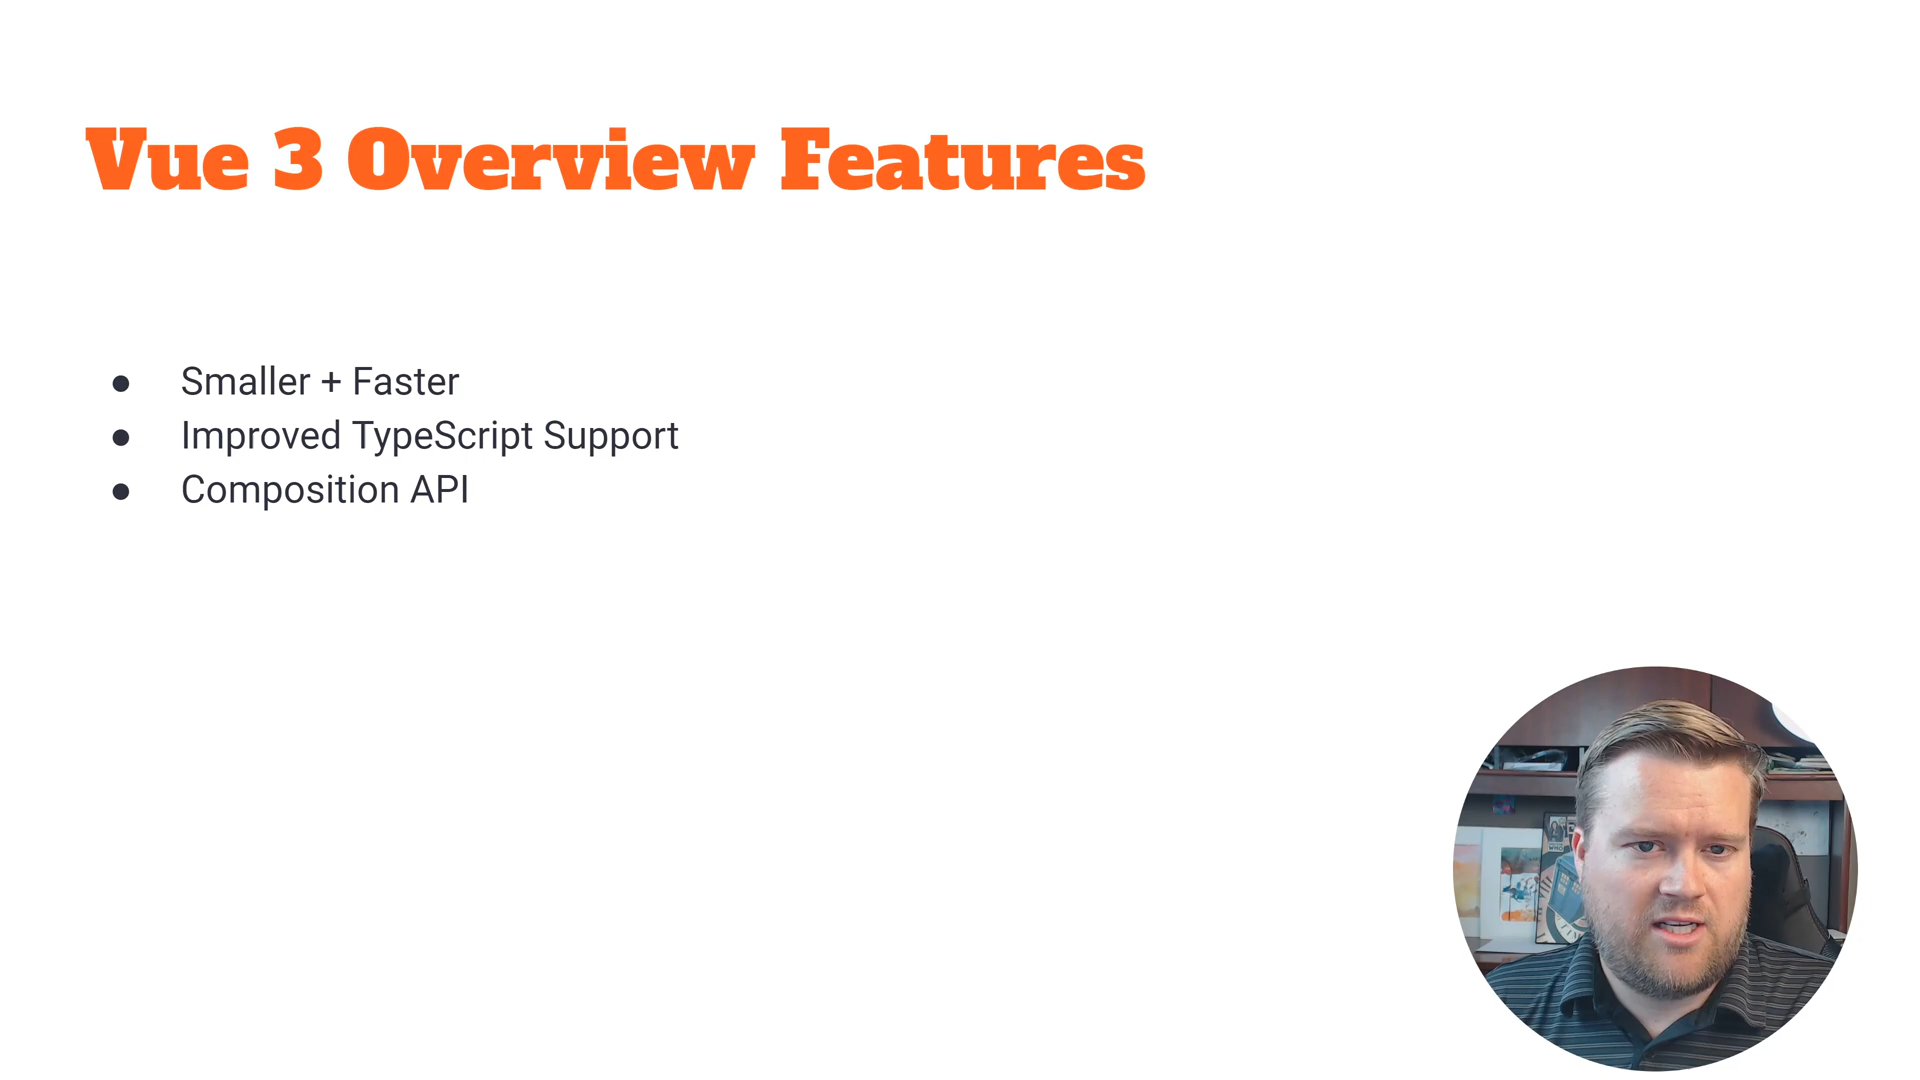 Vue 3 Overview Features
● Smaller + Faster
● Improved TypeScript Support
● Composition API